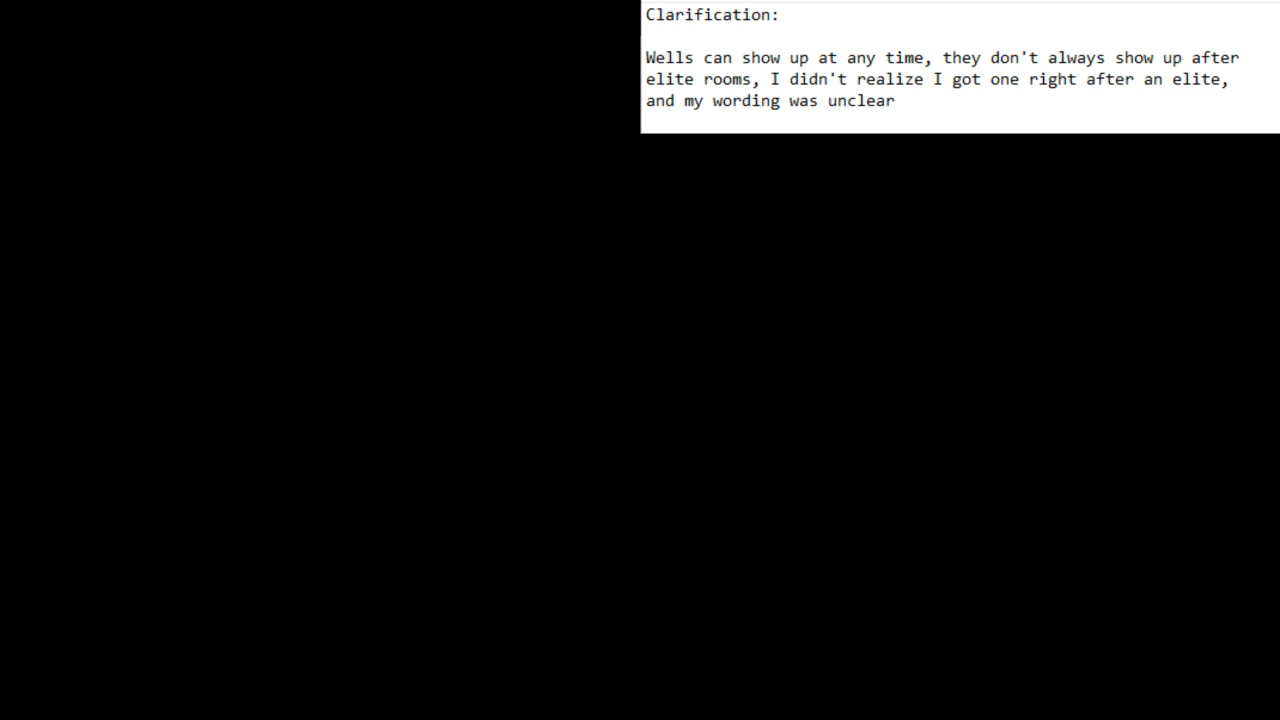 Clarification:
Wells can show up at any time, they don't always show up after
elite rooms, I didn't realize I got one right after an elite,
and my wording was unclear